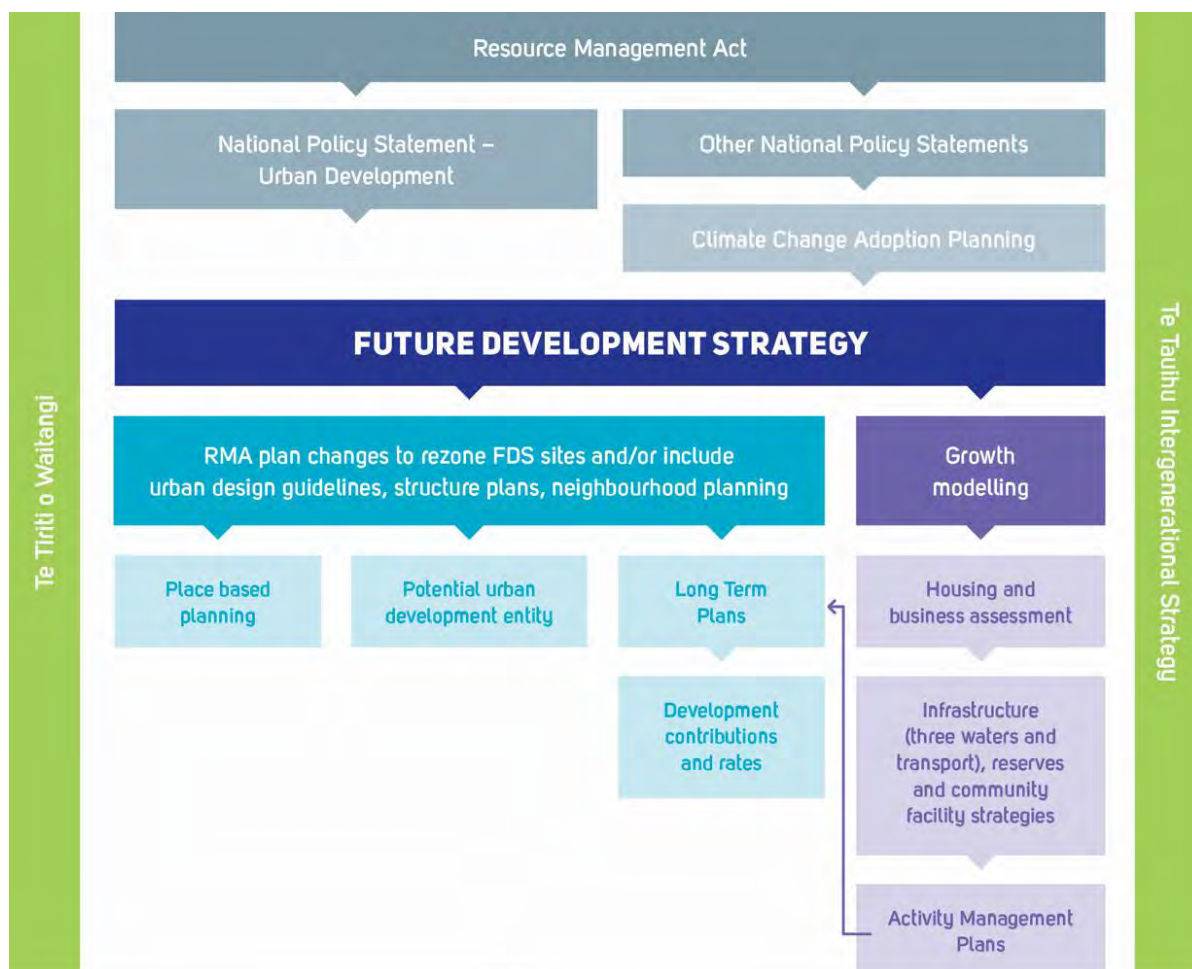 Resource Management Act
National Policy Statement –
Urban Development
Other National Policy Statements
Climate Change Adoption Planning
FUTURE DEVELOPMENT STRATEGY
RMA plan changes to rezone FDS sites and/or include
urban design guidelines, structure plans, neighbourhood planning
Growth
modelling
Place based
planning
Potential urban
development entity
Long Term
Plans
Housing and
business assessment
Development
contributions
and rates
Infrastructure
(three waters and
transport), reserves
and community
facility strategies
Activity Management
Plans
Te Tiriti o Waitangi
Te Tauihu Intergenerational Strategy